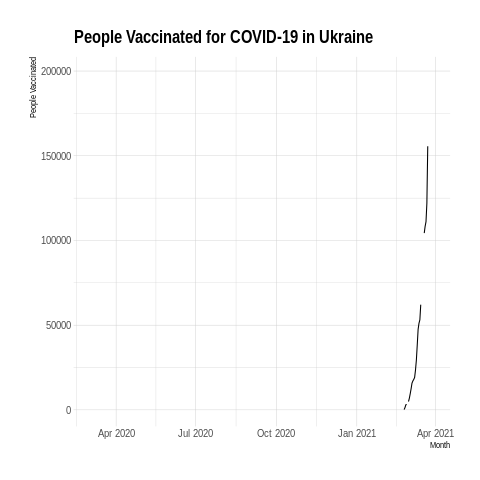 People Vaccinated for COVID-19 in Ukraine
People Vaccinated
200000
150000
100000
50000
0
Apr 2020 Jul 2020 Oct 2020 Jan 2021 Apr 2021
Month